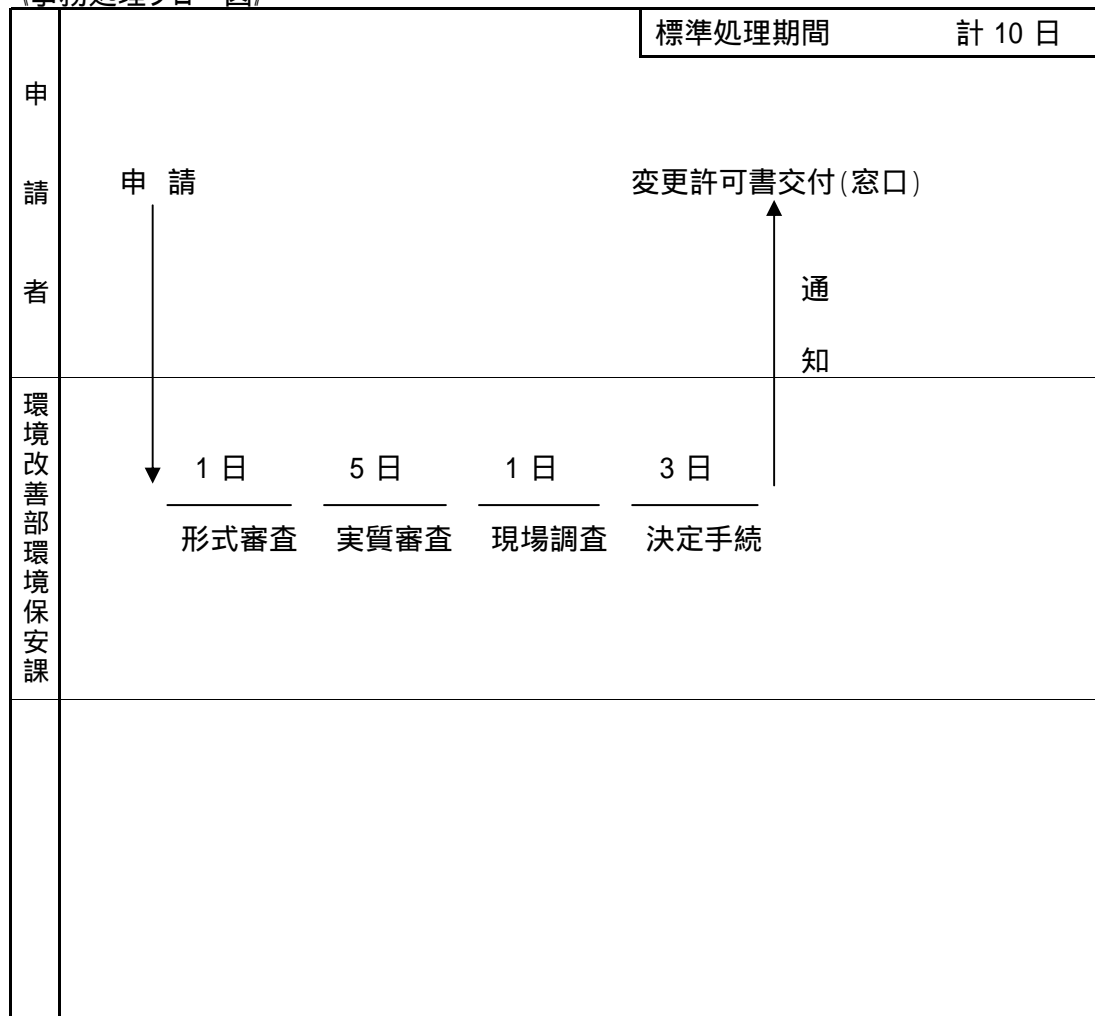 標準処理期間 計 10 日
申請者
申 請
変更許可書交付(窓口)
通知
環境改善部環境保安課
1 日 5 日 1 日 3 日
形式審査 実質審査 現場調査 決定手続